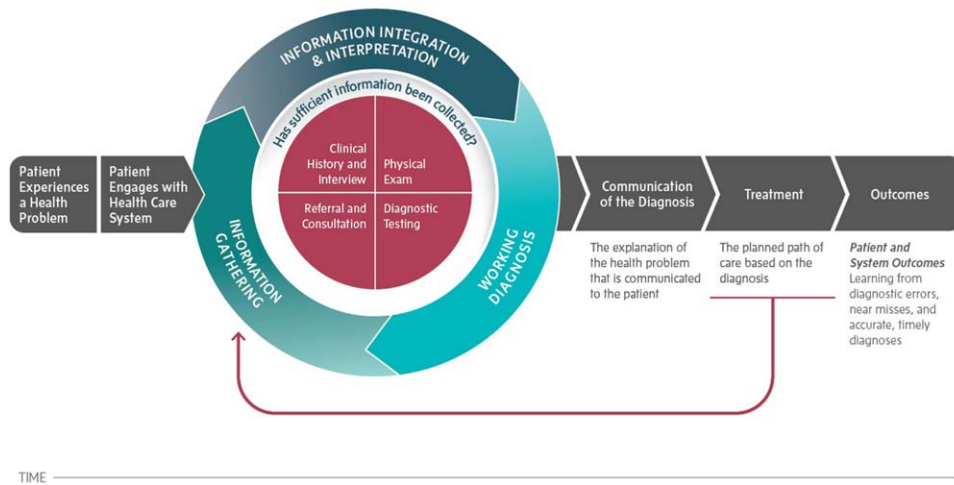 Patient
Experiences
a Health
Problem
Patient
Engages with
Health Care
System
INFORMATION INTEGRATION
& INTERPRETATION
Has sufficient information been collected?
Clinical
History and
Interview
Physical
Exam
Referral and
Consultation
Diagnostic
Testing
INFORMATION
GATHERING
WORKING
DIAGNOSIS
Communication
of the Diagnosis
The explanation of
the health problem
that is communicated
to the patient
Treatment
The planned path of
care based on the
diagnosis
Outcomes
Patient and
System Outcomes
Learning from
diagnostic errors,
near misses, and
accurate, timely
diagnoses
TIME